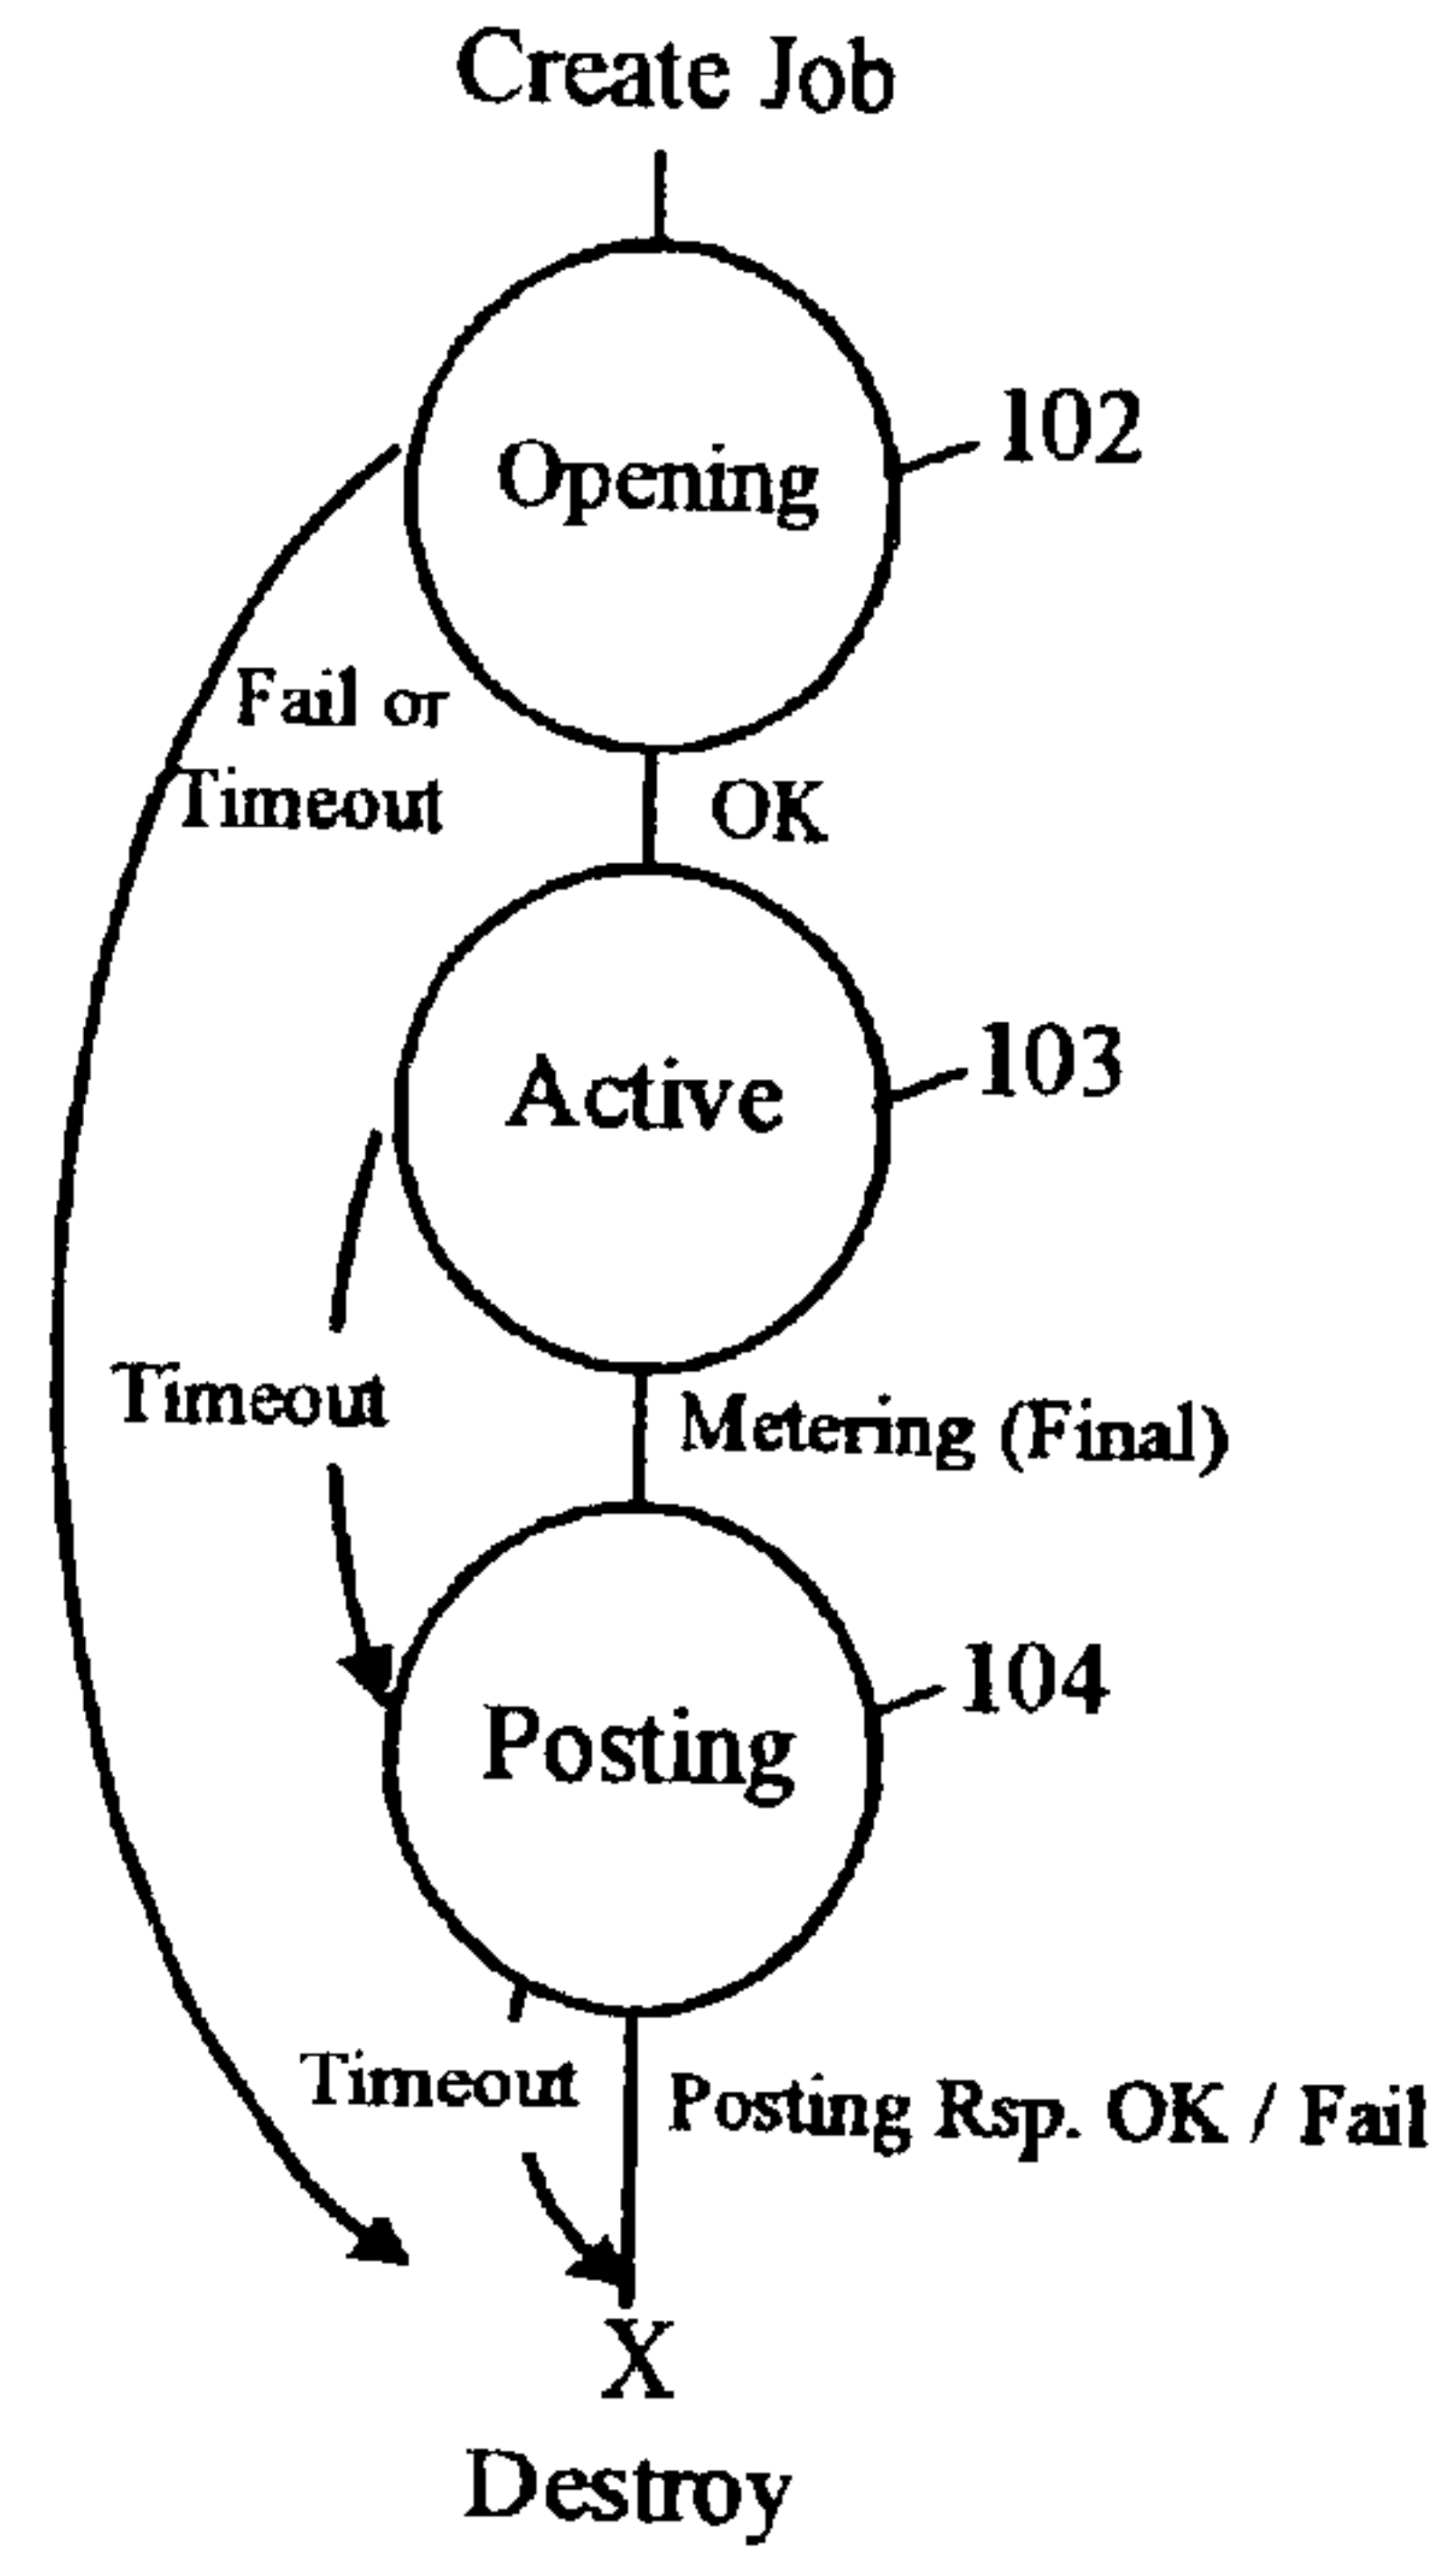 Create Job
102
Opening
Fail or
Timeout
OK
103
Active
Timeout
Metering (Final)
104
Posting
Timeout
Posting Rsp. OK / Fail
X
Destroy